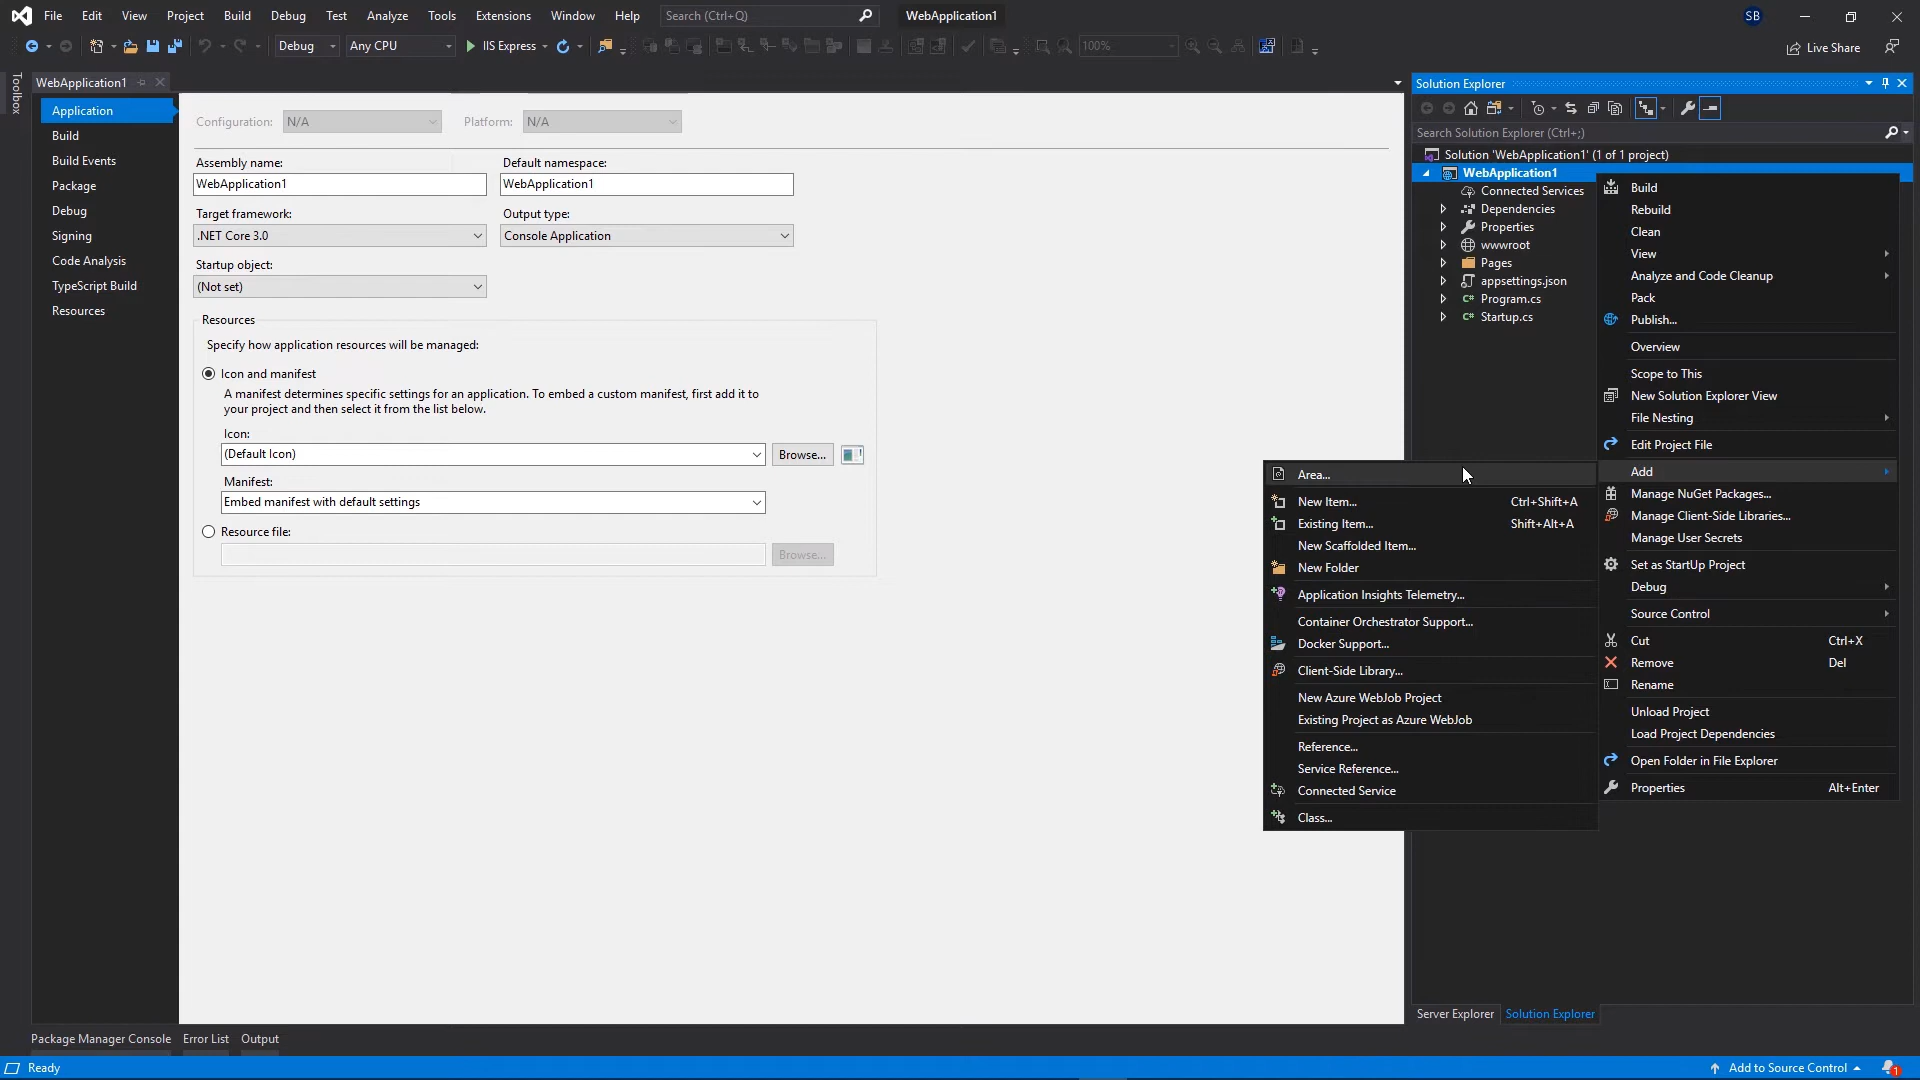 File Edit View Project Build Debug Test Analyze Tools Extensions Window Help Search (Ctrl+Q) WebApplication1 SB
Debug Any CPU IIS Express 100% Live Share
Toolbox
WebApplication1
Application
Build
Build Events
Package
Debug
Signing
Code Analysis
TypeScript Build
Resources
Configuration: N/A Platform: N/A
Assembly name: Default namespace:
WebApplication1 WebApplication1
Target framework: Output type:
.NET Core 3.0 Console Application
Startup object:
(Not set)
Resources
Specify how application resources will be managed:
Icon and manifest
A manifest determines specific settings for an application. To embed a custom manifest, first add it to
your project and then select it from the list below.
Icon:
(Default Icon) Browse...
Manifest:
Embed manifest with default settings
Resource file:
Browse...
Solution Explorer
Search Solution Explorer (Ctrl+;)
Solution 'WebApplication1' (1 of 1 project)
WebApplication1
Connected Services
Dependencies
Properties
wwwroot
Pages
appsettings.json
C# Program.cs
C# Startup.cs
Build
Rebuild
Clean
View
Analyze and Code Cleanup
Pack
Publish...
Overview
Scope to This
New Solution Explorer View
File Nesting
Edit Project File
Add
Manage NuGet Packages...
Manage Client-Side Libraries...
Manage User Secrets
Set as StartUp Project
Debug
Source Control
Cut Ctrl+X
Remove Del
Rename
Unload Project
Load Project Dependencies
Open Folder in File Explorer
Properties Alt+Enter
Area...
New Item... Ctrl+Shift+A
Existing Item... Shift+Alt+A
New Scaffolded Item...
New Folder
Application Insights Telemetry...
Container Orchestrator Support...
Docker Support...
Client-Side Library...
New Azure WebJob Project
Existing Project as Azure WebJob
Reference...
Service Reference...
Connected Service
Class...
Server Explorer Solution Explorer
Package Manager Console Error List Output
Ready Add to Source Control 1